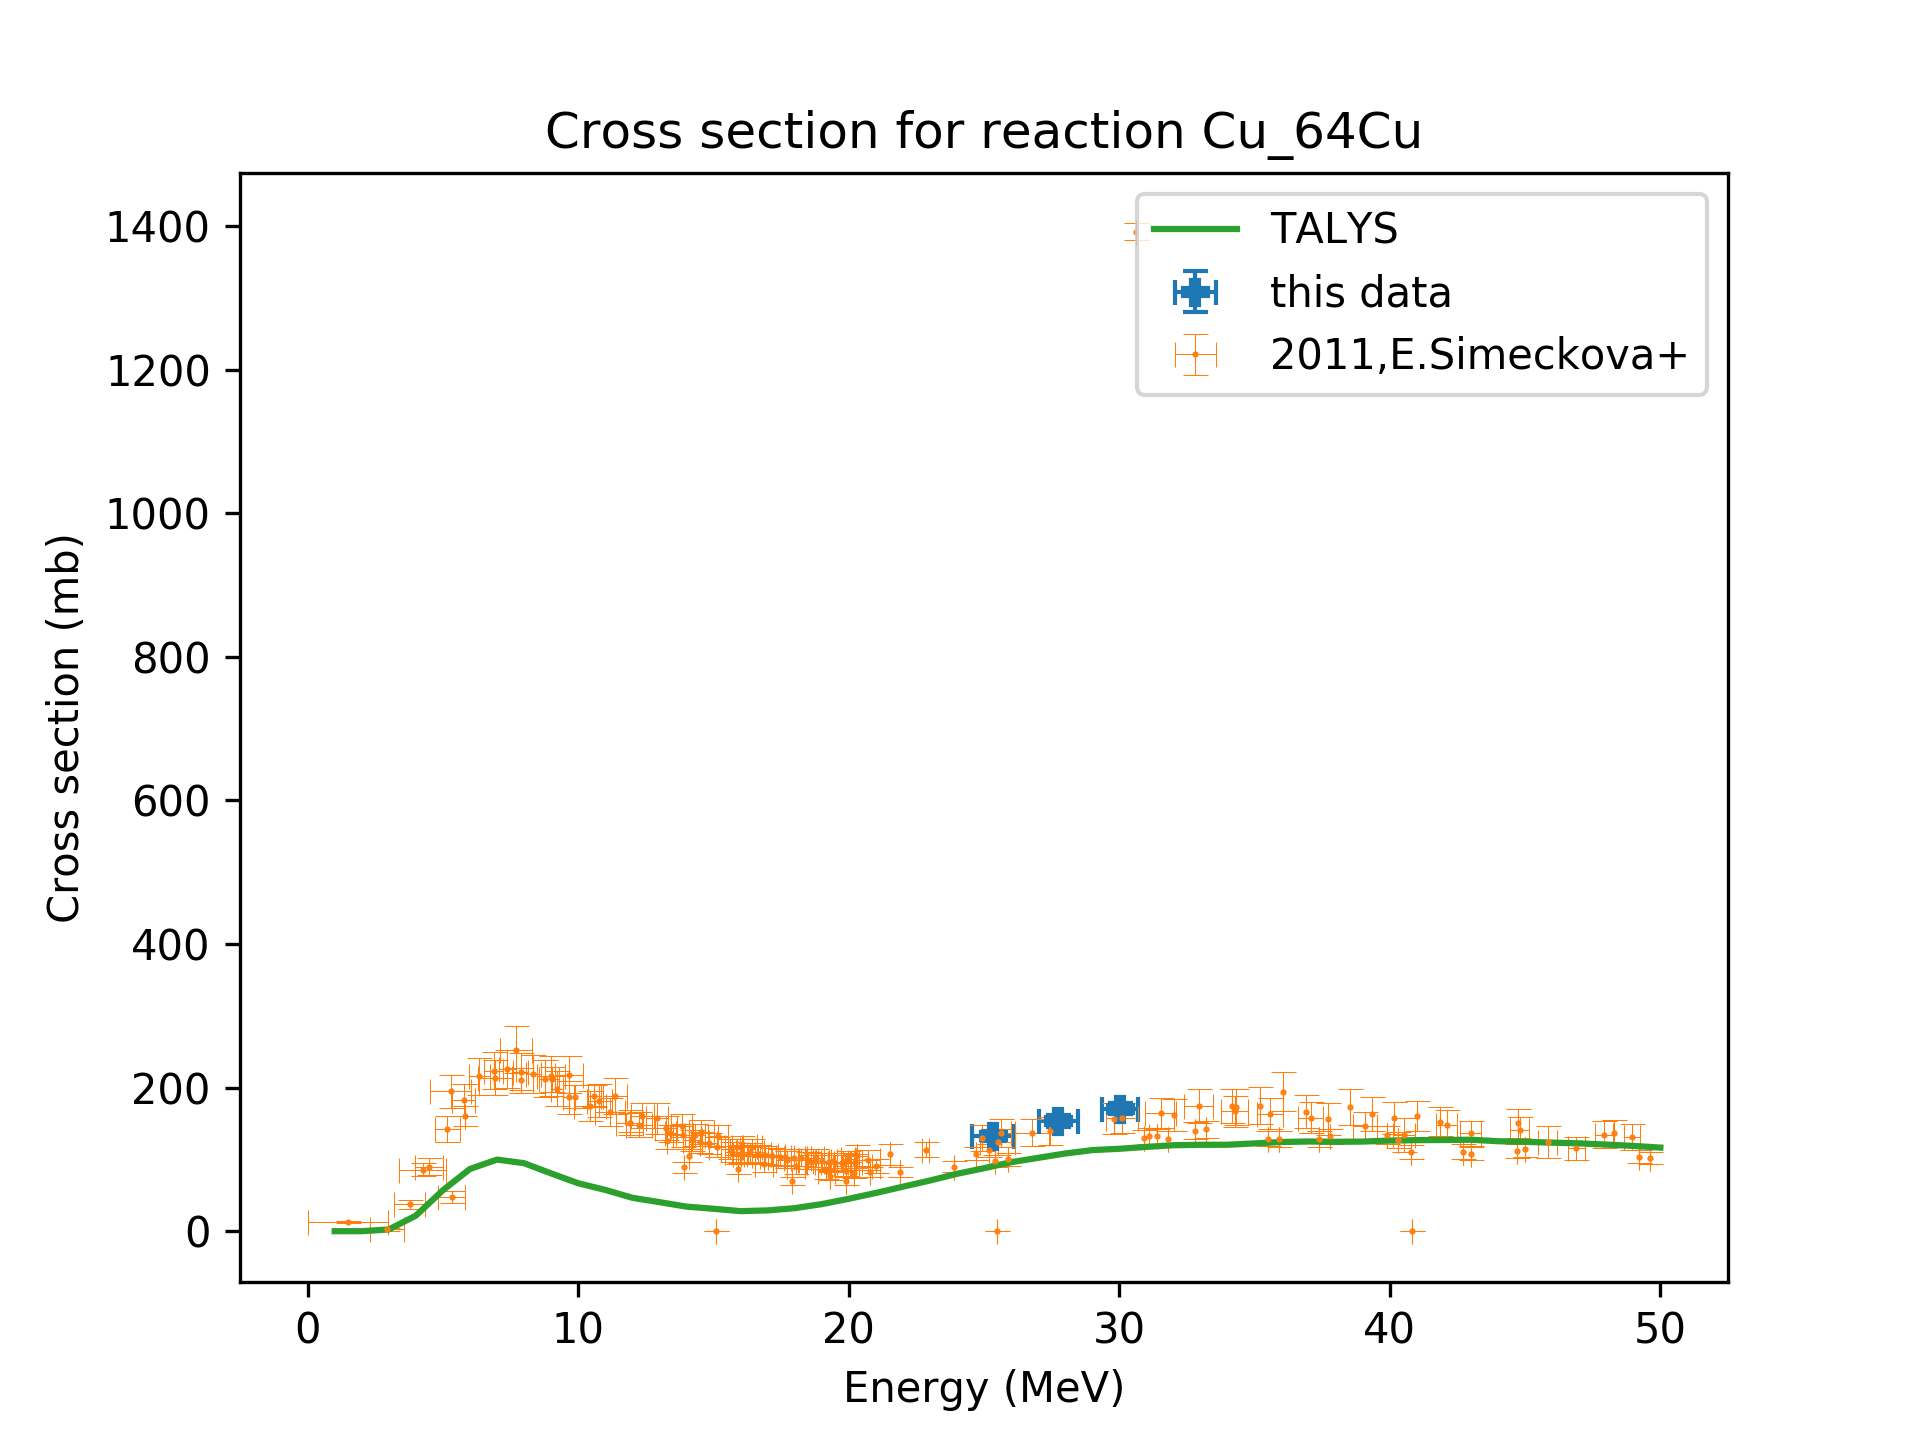 Cross section for reaction Cu_64Cu
TALYS
this data
2011,E.Simeckova+
1400
1200
1000
800
600
400
200
0
Cross section (mb)
0 10 20 30 40 50
Energy (MeV)